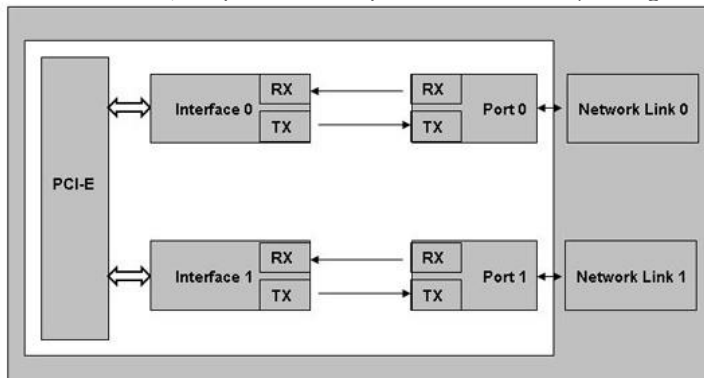 RX
RX
Interface 0
Port 0
Network Link 0
TX
TX
PCI-E
RX
RX
Interface 1
Port 1
Network Link 1
TX
TX